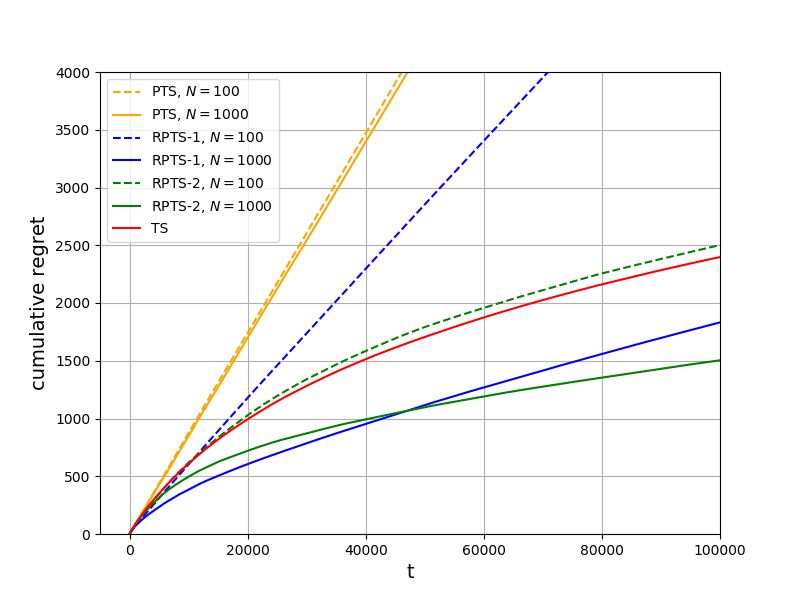 4000
3500
3000
2500
2000
1500
1000
500
0
cumulative regret
PTS, N = 100
PTS, N = 1000
RPTS-1, N = 100
RPTS-1, N = 1000
RPTS-2, N = 100
RPTS-2, N = 1000
TS
0 20000 40000 60000 80000 100000
t